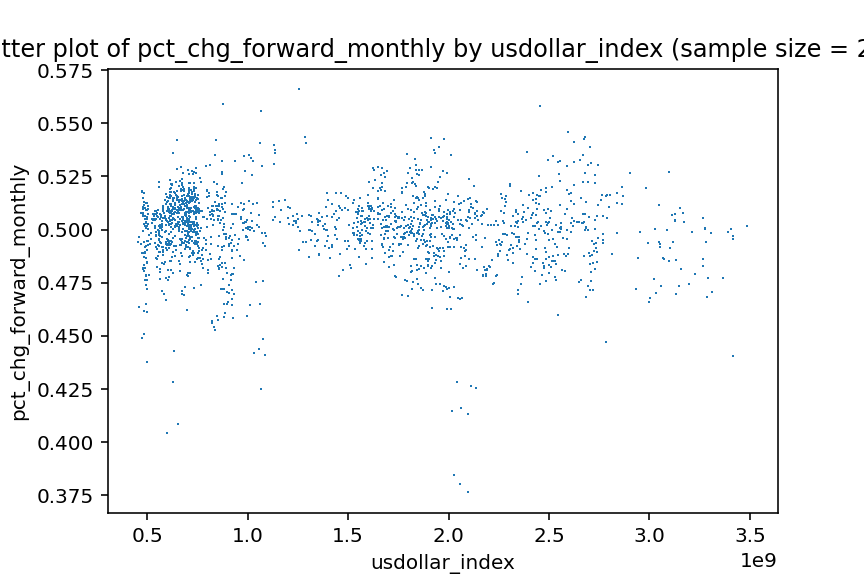 tter plot of pct_chg_forward_monthly by usdollar_index (sample size = 2
0.575
0.550
0.525
0.500
0.475
0.450
0.425
0.400
0.375
pct_chg_forward_monthly
0.5 1.0 1.5 2.0 2.5 3.0 3.5
1e9
usdollar_index